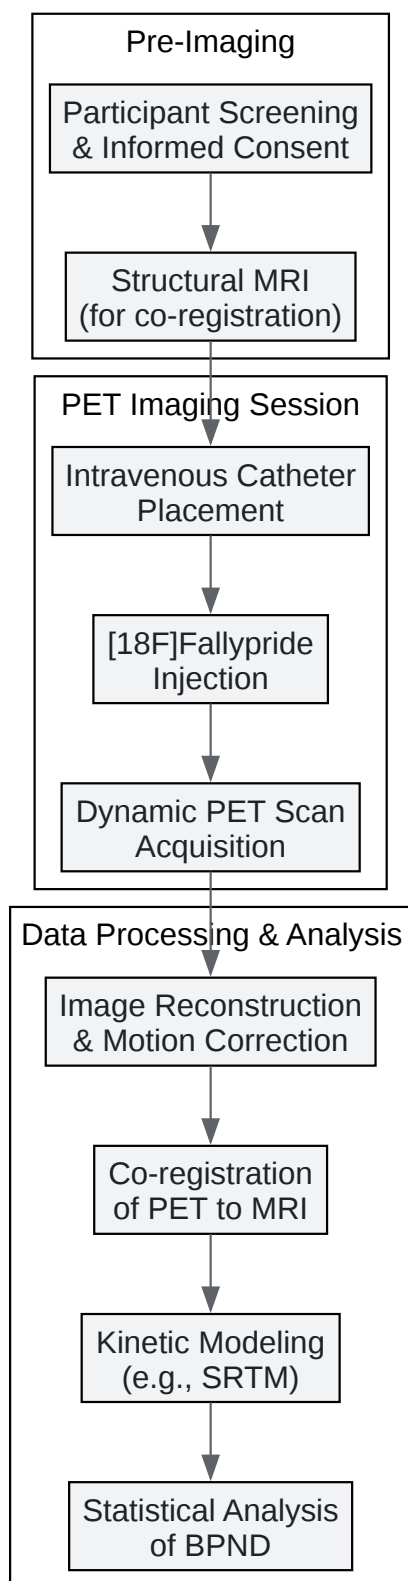 Pre-Imaging
Participant Screening
& Informed Consent
Structural MRI
(for co-registration)
PET Imaging Session
Intravenous Catheter
Placement
[18F]Fallypride
Injection
Dynamic PET Scan
Acquisition
Data Processing & Analysis
Image Reconstruction
& Motion Correction
Co-registration
of PET to MRI
Kinetic Modeling
(e.g., SRTM)
Statistical Analysis
of BPND